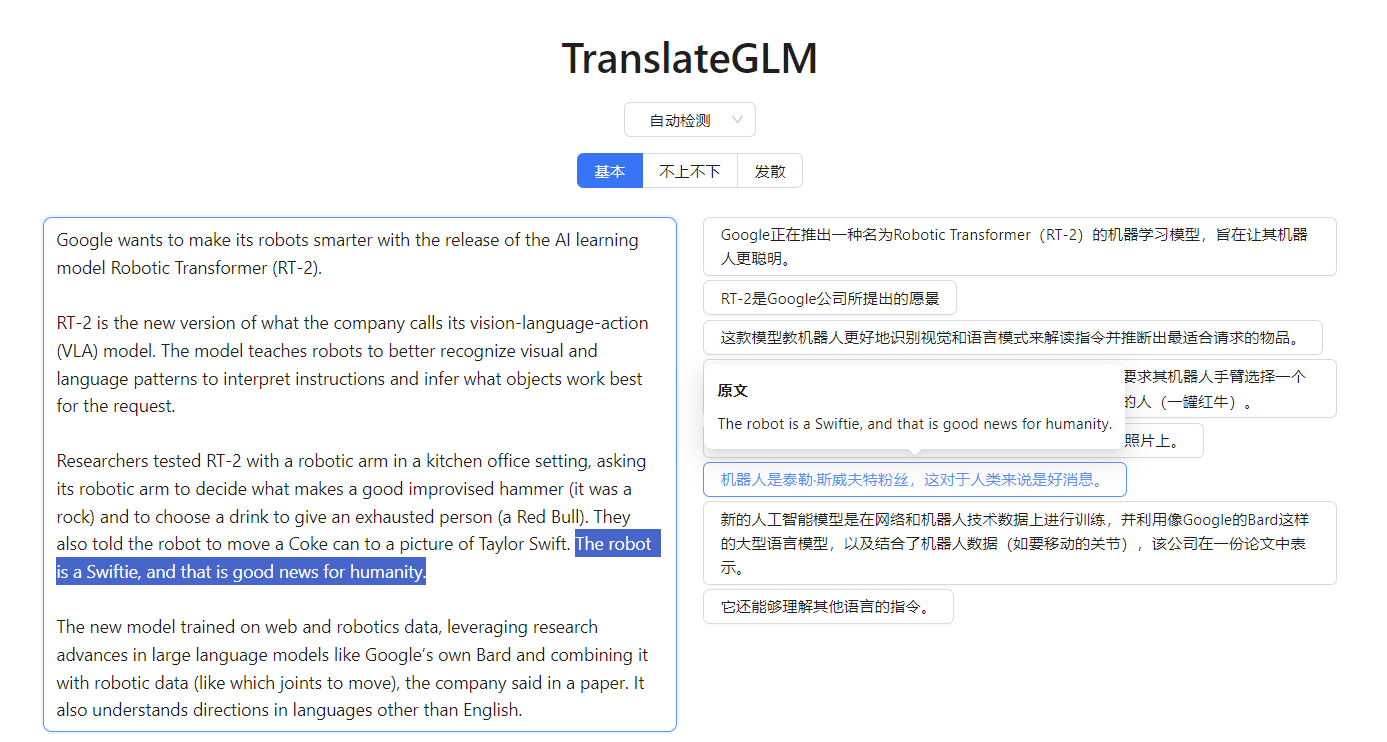 TranslateGLM
自动检测
基本 不上不下 发散
Google wants to make its robots smarter with the release of the AI learning
model Robotic Transformer (RT-2).
RT-2 is the new version of what the company calls its vision-language-action
(VLA) model. The model teaches robots to better recognize visual and
language patterns to interpret instructions and infer what objects work best
for the request.
Researchers tested RT-2 with a robotic arm in a kitchen office setting, asking
its robotic arm to decide what makes a good improvised hammer (it was a
rock) and to choose a drink to give an exhausted person (a Red Bull). They
also told the robot to move a Coke can to a picture of Taylor Swift. The robot
is a Swiftie, and that is good news for humanity.
The new model trained on web and robotics data, leveraging research
advances in large language models like Google’s own Bard and combining it
with robotic data (like which joints to move), the company said in a paper. It
also understands directions in languages other than English.
Google正在推出一种名为Robotic Transformer（RT-2）的机器学习模型，旨在让其机器
人更聪明。
RT-2是Google公司所提出的愿景
这款模型教机器人更好地识别视觉和语言模式来解读指令并推断出最适合请求的物品。
要求其机器人手臂选择一个
的人（一罐红牛）。
照片上。
原文
The robot is a Swiftie, and that is good news for humanity.
机器人是泰勒·斯威夫特粉丝，这对于人类来说是好消息。
新的人工智能模型是在网络和机器人技术数据上进行训练，并利用像Google的Bard这样
的大型语言模型，以及结合了机器人数据（如要移动的关节），该公司在一份论文中表
示。
它还能够理解其他语言的指令。